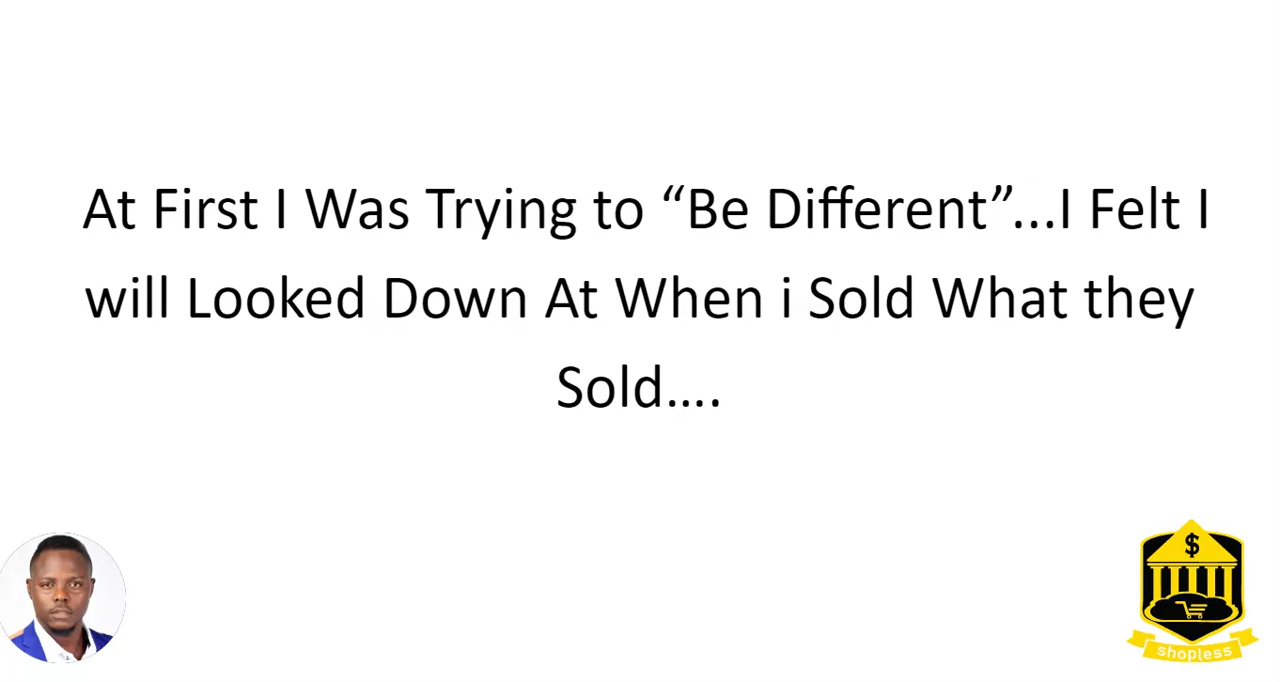 At First I Was Trying to “Be Different”...I Felt I
will Looked Down At When i Sold What they
Sold....
$
shopless